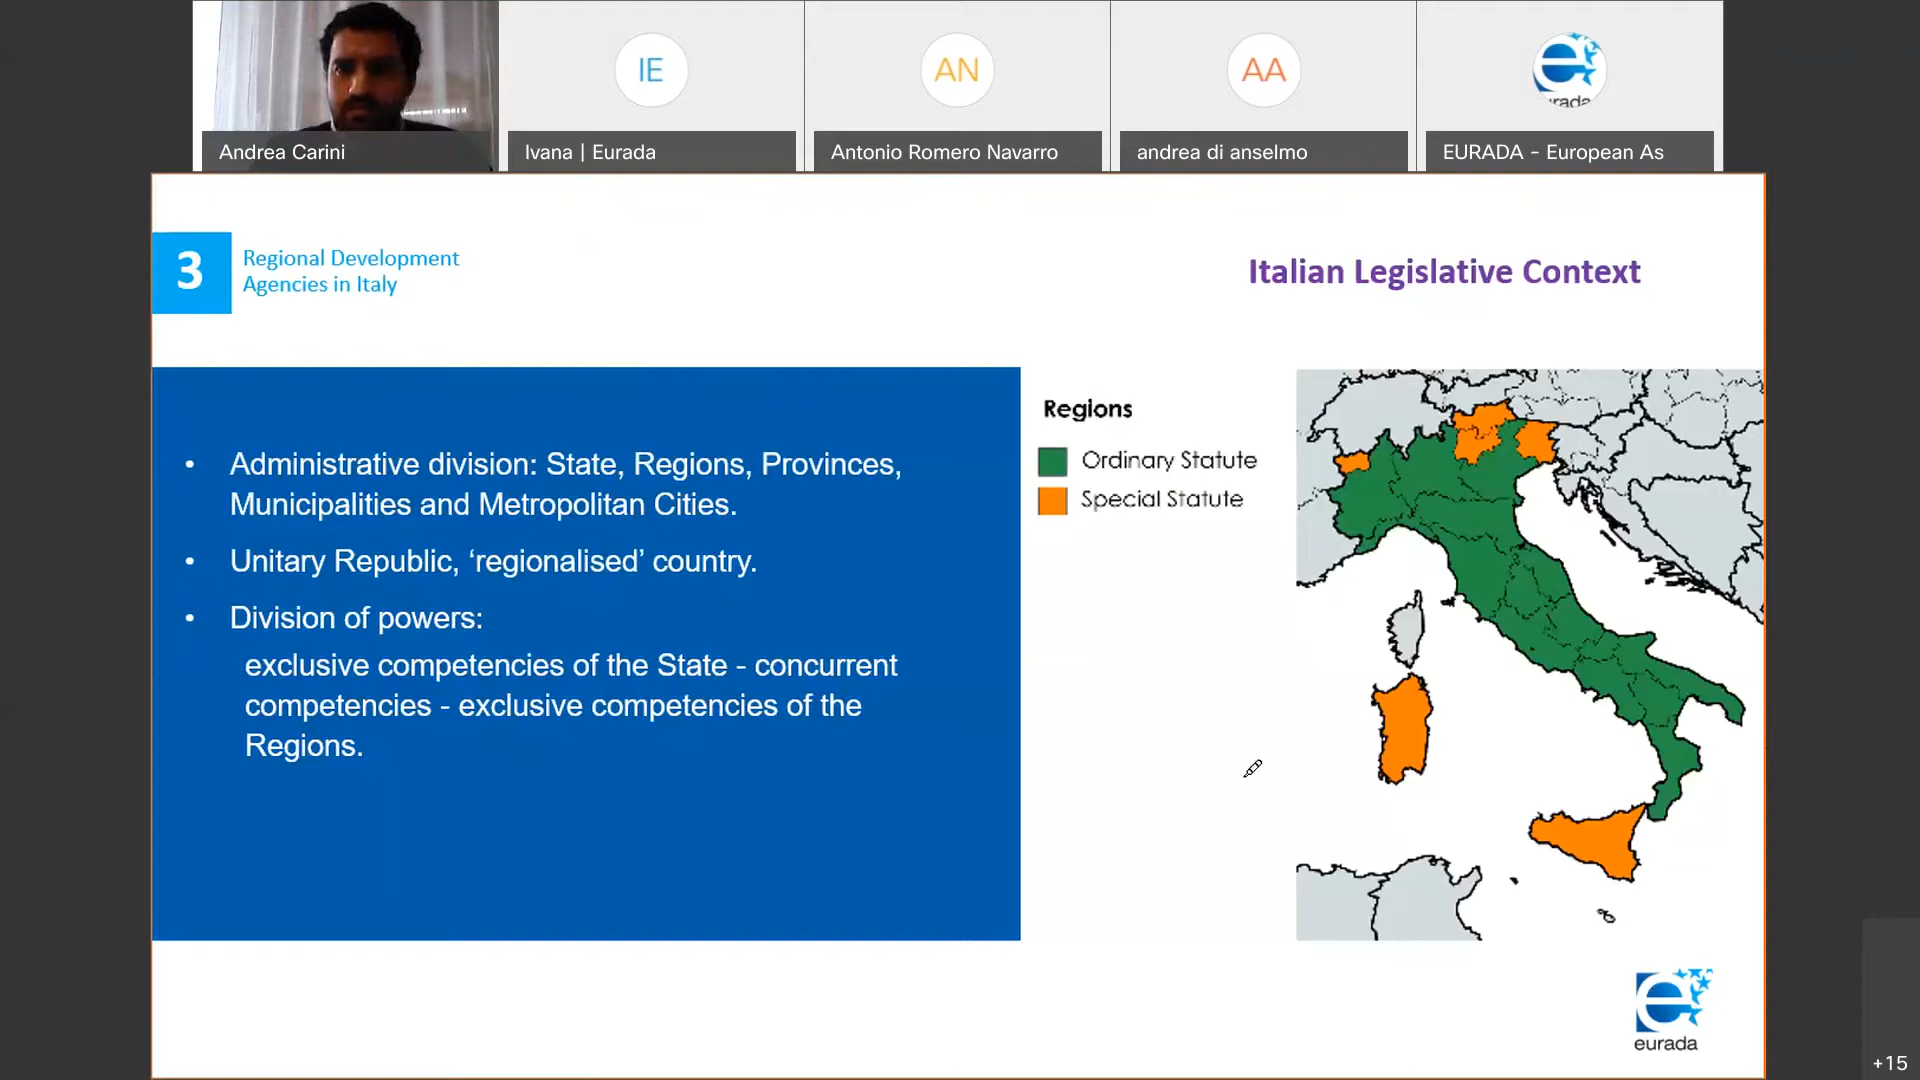 IE
AN
AA
urada
Andrea Carini
Ivana | Eurada
Antonio Romero Navarro
andrea di anselmo
EURADA - European As
3
Regional Development
Agencies in Italy
Italian Legislative Context
• Administrative division: State, Regions, Provinces,
Municipalities and Metropolitan Cities.
• Unitary Republic, ‘regionalised’ country.
• Division of powers:
exclusive competencies of the State - concurrent
competencies - exclusive competencies of the
Regions.
Regions
Ordinary Statute
Special Statute
eurada
+15